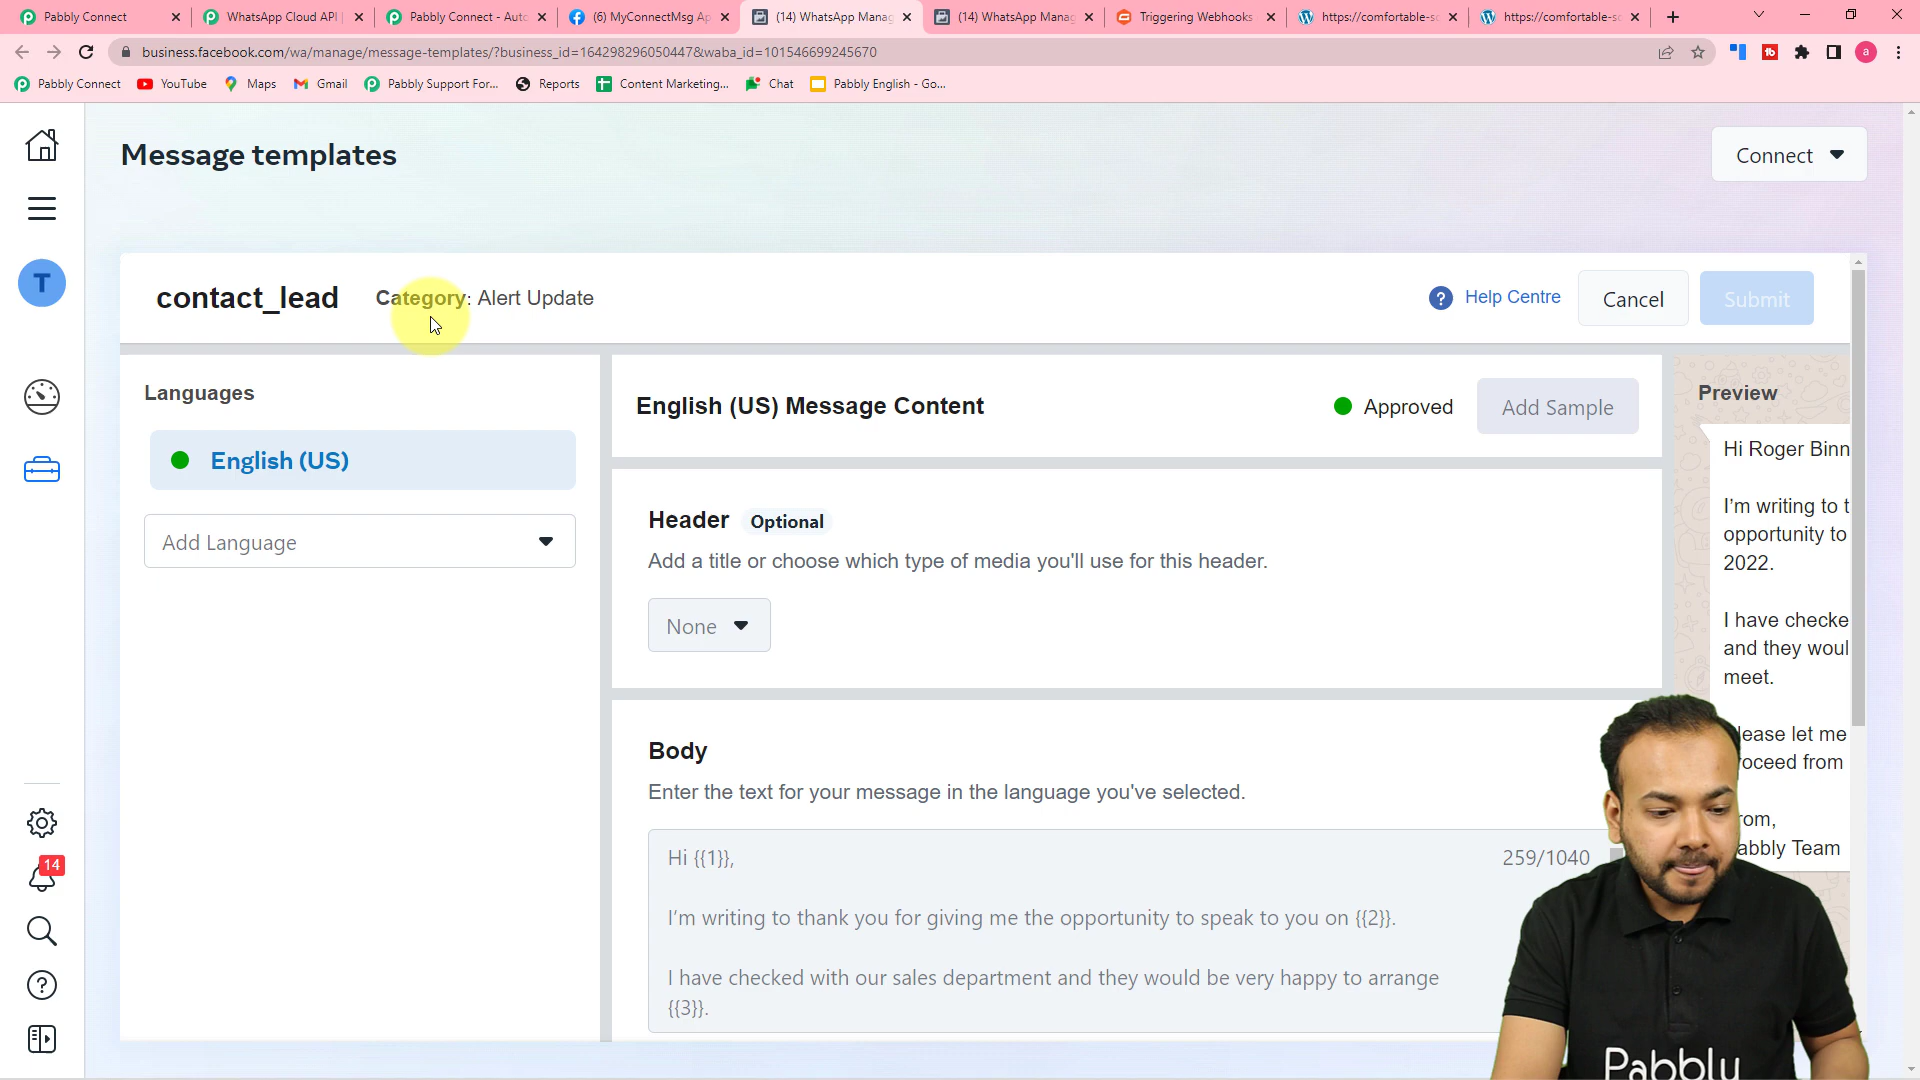 Pabbly Connect
WhatsApp Cloud API
Pabbly Connect - Auto
(6) MyConnectMsg Ap
(14) WhatsApp Manag
(14) WhatsApp Manag
Triggering Webhooks
https://comfortable-so
https://comfortable-so
business.facebook.com/wa/manage/message-templates/?business_id=164298296050447&waba_id=101546699245670
Pabbly Connect
YouTube
Maps
Gmail
Pabbly Support For...
Reports
Content Marketing...
Chat
Pabbly English - Go...
Message templates
Connect
T
contact_lead
Category: Alert Update
Help Centre
Cancel
Submit
Languages
English (US)
Add Language
English (US) Message Content
Approved
Add Sample
Header Optional
Add a title or choose which type of media you'll use for this header.
None
Body
Enter the text for your message in the language you've selected.
Hi {{1}},
259/1040
I'm writing to thank you for giving me the opportunity to speak to you on {{2}}.
I have checked with our sales department and they would be very happy to arrange
{{3}}.
Preview
Hi Roger Binn
I'm writing to t
opportunity to
2022.
I have checke
and they woul
meet.
lease let me
oceed from
rom,
abbly Team
14
Pabbly